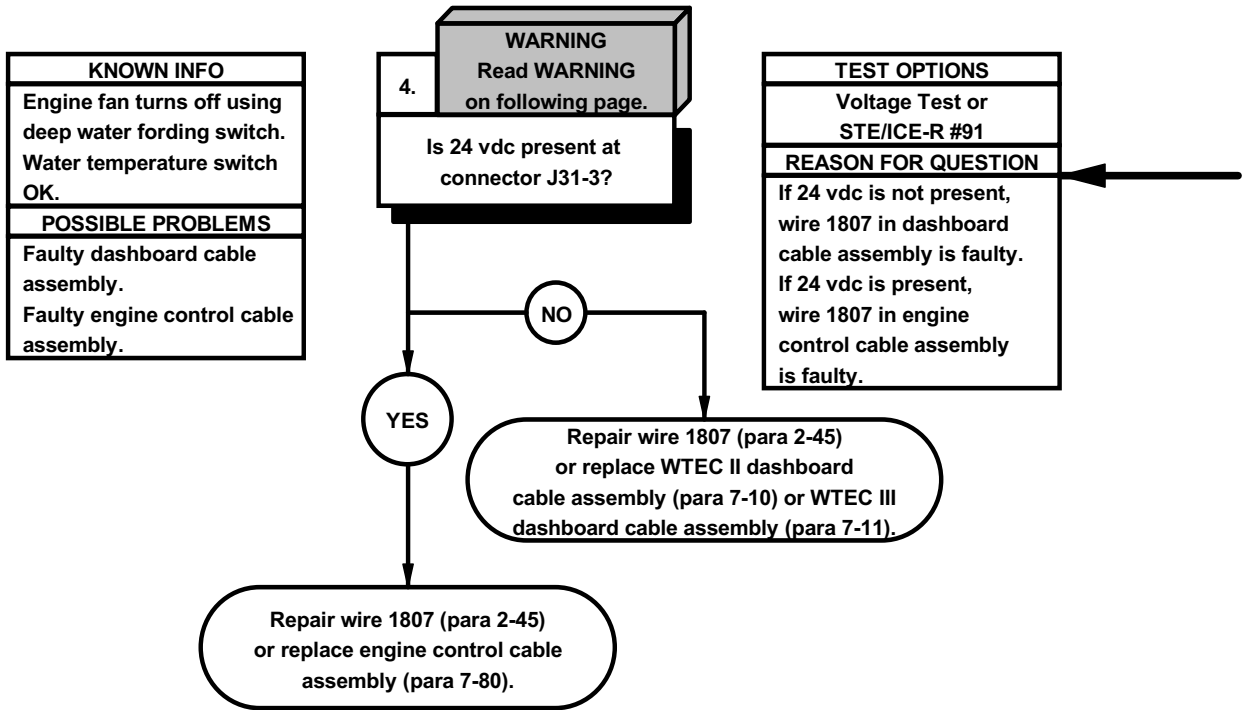 KNOWN INFO
Engine fan turns off using
deep water fording switch.
Water temperature switch
OK.
POSSIBLE PROBLEMS
Faulty dashboard cable
assembly.
Faulty engine control cable
assembly.
4.
WARNING
Read WARNING
on following page.
Is 24 vdc present at
connector J31-3?
TEST OPTIONS
Voltage Test or
STE/ICE-R #91
REASON FOR QUESTION
If 24 vdc is not present,
wire 1807 in dashboard
cable assembly is faulty.
If 24 vdc is present,
wire 1807 in engine
control cable assembly
is faulty.
NO
YES
Repair wire 1807 (para 2-45)
or replace WTEC II dashboard
cable assembly (para 7-10) or WTEC III
dashboard cable assembly (para 7-11).
Repair wire 1807 (para 2-45)
or replace engine control cable
assembly (para 7-80).